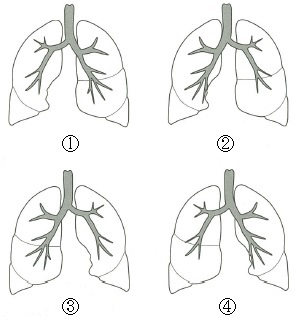 ① ②
③ ④